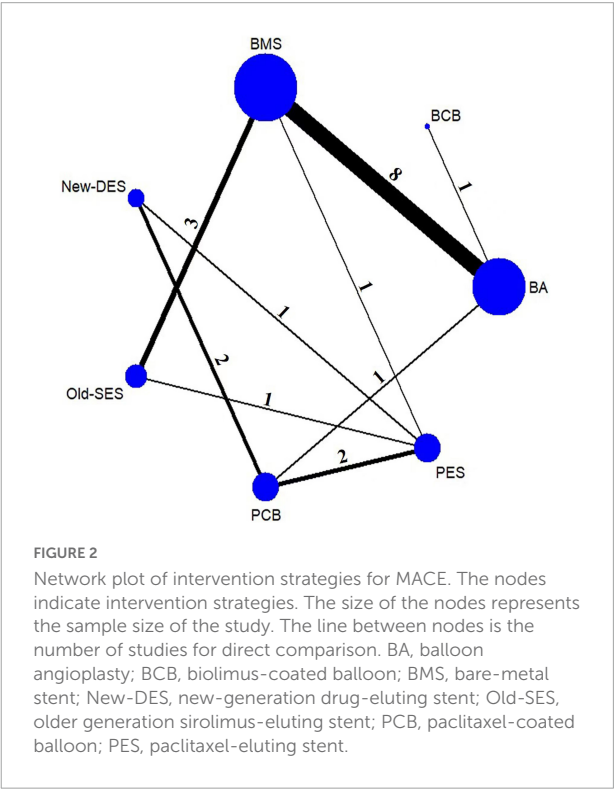 BMS
BCB
8
1
New-DES
3
BA
1
1
2
Old-SES
1
1
2
PES
PCB
FIGURE 2
Network plot of intervention strategies for MACE. The nodes
indicate intervention strategies. The size of the nodes represents
the sample size of the study. The line between nodes is the
number of studies for direct comparison. BA, balloon
angioplasty; BCB, biolimus-coated balloon; BMS, bare-metal
stent; New-DES, new-generation drug-eluting stent; Old-SES,
older generation sirolimus-eluting stent; PCB, paclitaxel-coated
balloon; PES, paclitaxel-eluting stent.